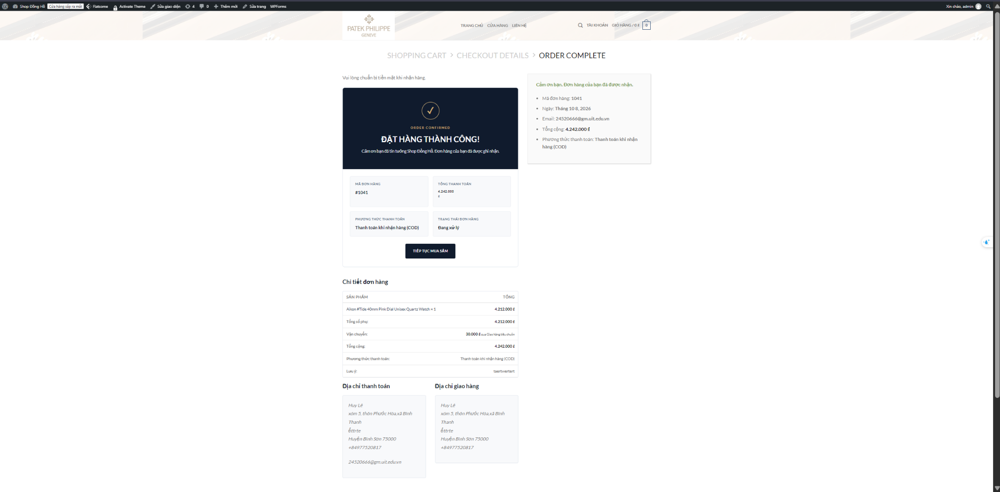 Shop Đồng Hồ Cửa hàng sắp ra mắt Flatsome Activate Theme Sửa giao diện 4 0 Thêm mới Sửa trang WPForms Xin chào, admin
PATEK PHILIPPE
GENEVE
TRANG CHỦ CỬA HÀNG LIÊN HỆ TÀI KHOẢN GIỎ HÀNG / 0 ₫ 0
SHOPPING CART > CHECKOUT DETAILS > ORDER COMPLETE
Vui lòng chuẩn bị tiền mặt khi nhận hàng.
✓
ORDER CONFIRMED
ĐẶT HÀNG THÀNH CÔNG!
Cảm ơn bạn đã tin tưởng Shop Đồng Hồ. Đơn hàng của bạn đã được ghi nhận.
MÃ ĐƠN HÀNG
#1041
TỔNG THANH TOÁN
4.242.000
₫
PHƯƠNG THỨC THANH TOÁN
Thanh toán khi nhận hàng (COD)
TRẠNG THÁI ĐƠN HÀNG
Đang xử lý
TIẾP TỤC MUA SẮM
Cảm ơn bạn. Đơn hàng của bạn đã được nhận.
• Mã đơn hàng: 1041
• Ngày: Tháng 10 8, 2026
• Email: 24520666@gm.uit.edu.vn
• Tổng cộng: 4.242.000 ₫
• Phương thức thanh toán: Thanh toán khi nhận
hàng (COD)
Chi tiết đơn hàng
SẢN PHẨM TỔNG
Aikon #Tide 40mm Pink Dial Unisex Quartz Watch × 1 4.212.000 ₫
Tổng số phụ: 4.212.000 ₫
Vận chuyển: 30.000 ₫ qua Giao hàng tiêu chuẩn
Tổng cộng: 4.242.000 ₫
Phương thức thanh toán: Thanh toán khi nhận hàng (COD)
Lưu ý: taertwertert
Địa chỉ thanh toán
Huy Lê
xóm 5, thôn Phước Hòa,xã Bình
Thanh
ếttrte
Huyện Bình Sơn 75000
+84977520817
24520666@gm.uit.edu.vn
Địa chỉ giao hàng
Huy Lê
xóm 5, thôn Phước Hòa,xã Bình
Thanh
ếttrte
Huyện Bình Sơn 75000
+84977520817